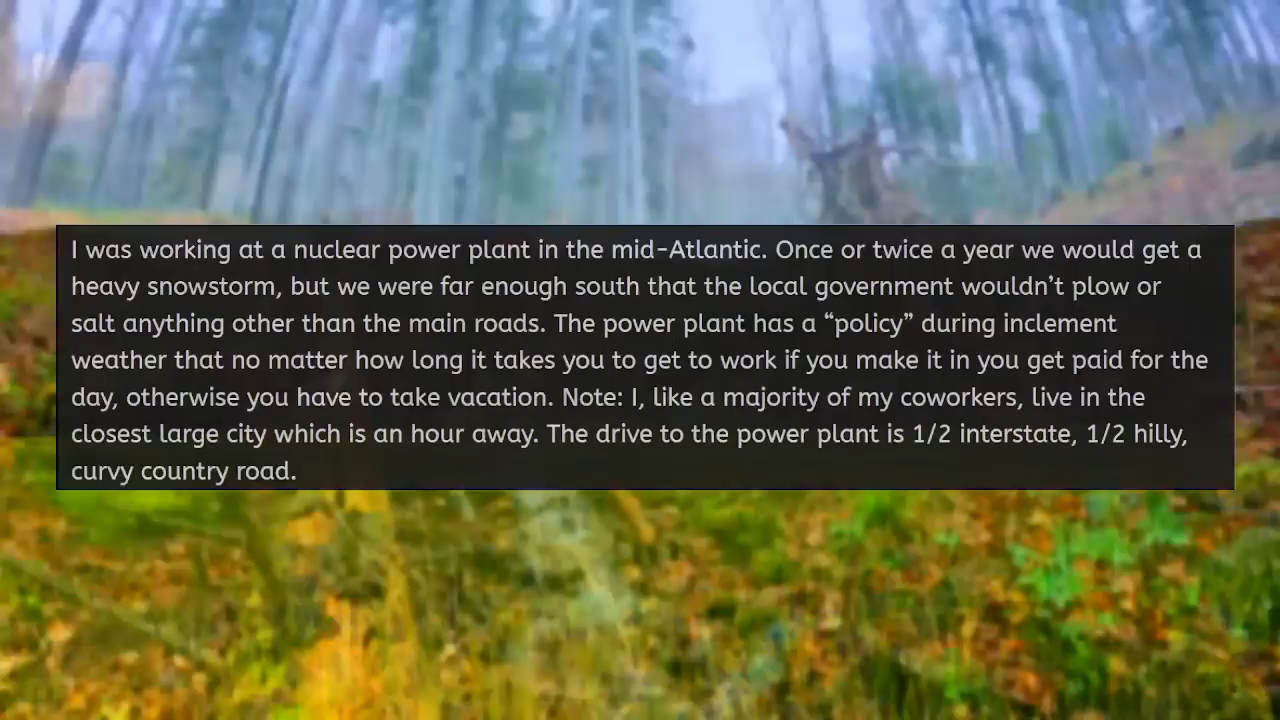 I was working at a nuclear power plant in the mid-Atlantic. Once or twice a year we would get a
heavy snowstorm, but we were far enough south that the local government wouldn’t plow or
salt anything other than the main roads. The power plant has a “policy” during inclement
weather that no matter how long it takes you to get to work if you make it in you get paid for the
day, otherwise you have to take vacation. Note: I, like a majority of my coworkers, live in the
closest large city which is an hour away. The drive to the power plant is 1/2 interstate, 1/2 hilly,
curvy country road.